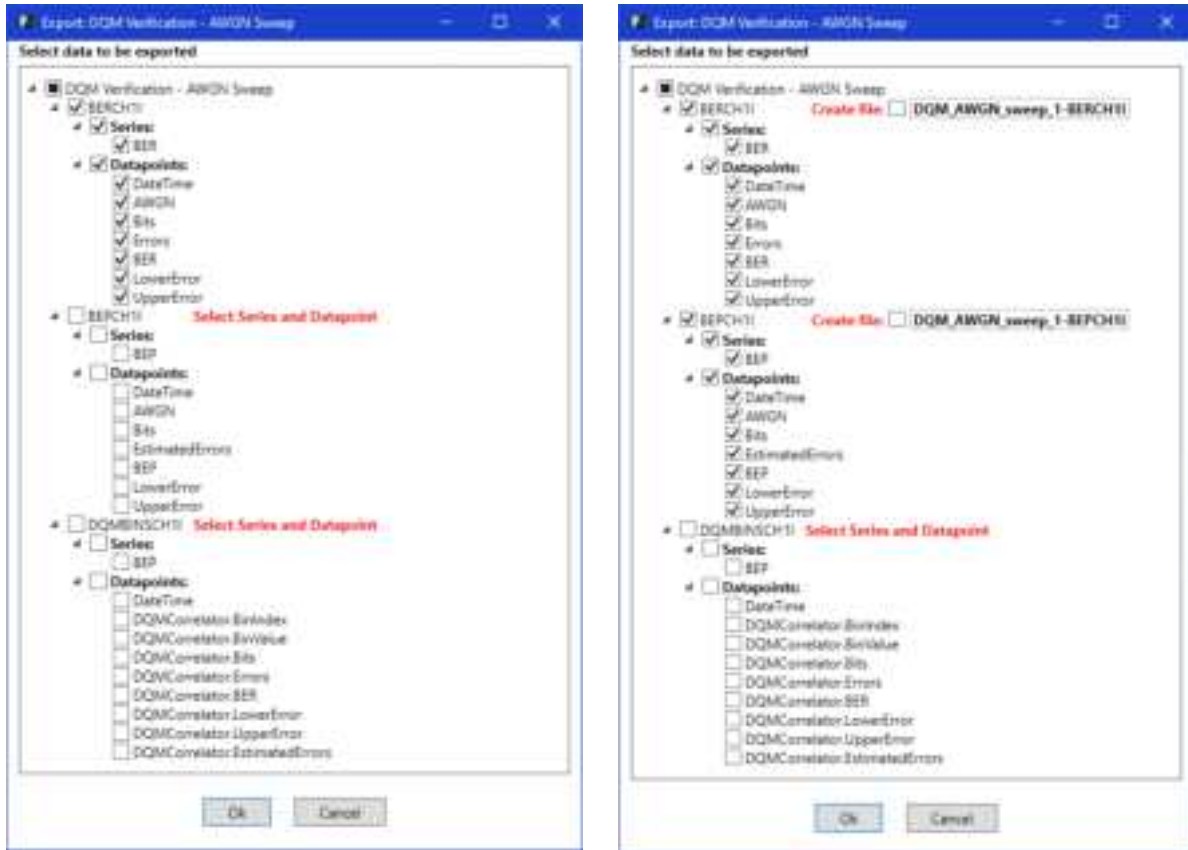 Export: DQM Verification - AWGN Sweep
Select data to be exported
DQM Verification - AWGN Sweep
BERCH1I
Series:
BER
Datapoints:
DateTime
AWGN
Bits
Errors
BER
LowerError
UpperError
BEPCH1I Select Series and Datapoint
Series:
BEP
Datapoints:
DateTime
AWGN
Bits
EstimatedErrors
BEP
LowerError
UpperError
DQMBINSCH1I Select Series and Datapoint
Series:
BEP
Datapoints:
DateTime
DQMCorrelator.BinIndex
DQMCorrelator.BinValue
DQMCorrelator.Bits
DQMCorrelator.Errors
DQMCorrelator.BER
DQMCorrelator.LowerError
DQMCorrelator.UpperError
DQMCorrelator.EstimatedErrors
Ok Cancel
Export: DQM Verification - AWGN Sweep
Select data to be exported
DQM Verification - AWGN Sweep
BERCH1I Create file: DQM_AWGN_sweep_1-BERCH1I
Series:
BER
Datapoints:
DateTime
AWGN
Bits
Errors
BER
LowerError
UpperError
BEPCH1I Create file: DQM_AWGN_sweep_1-BEPCH1I
Series:
BEP
Datapoints:
DateTime
AWGN
Bits
EstimatedErrors
BEP
LowerError
UpperError
DQMBINSCH1I Select Series and Datapoint
Series:
BEP
Datapoints:
DateTime
DQMCorrelator.BinIndex
DQMCorrelator.BinValue
DQMCorrelator.Bits
DQMCorrelator.Errors
DQMCorrelator.BER
DQMCorrelator.LowerError
DQMCorrelator.UpperError
DQMCorrelator.EstimatedErrors
Ok Cancel